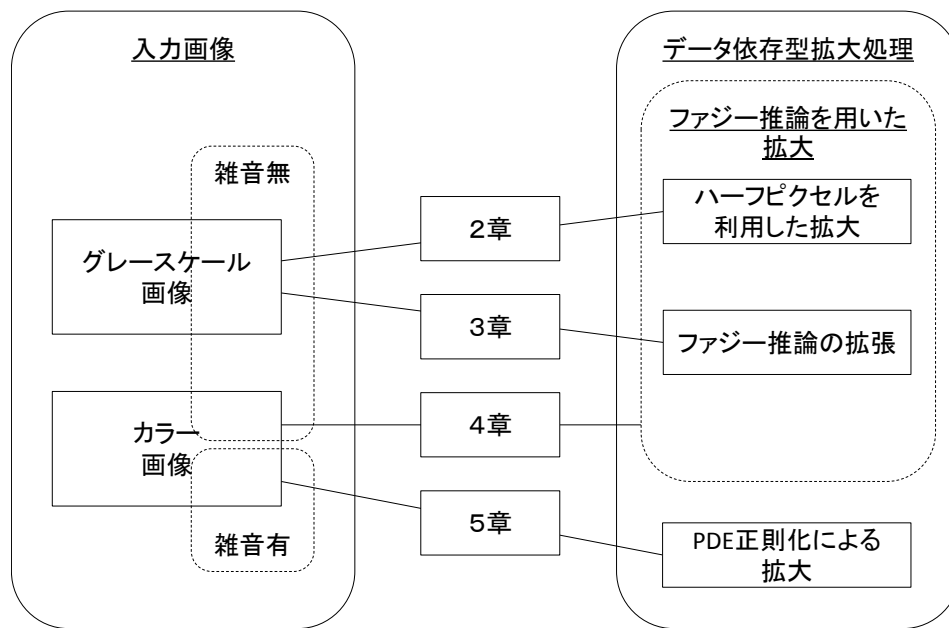 入力画像
雑音無
グレースケール
画像
カラー
画像
雑音有
2章
3章
4章
5章
データ依存型拡大処理
ファジー推論を用いた
拡大
ハーフピクセルを
利用した拡大
ファジー推論の拡張
PDE正則化による
拡大